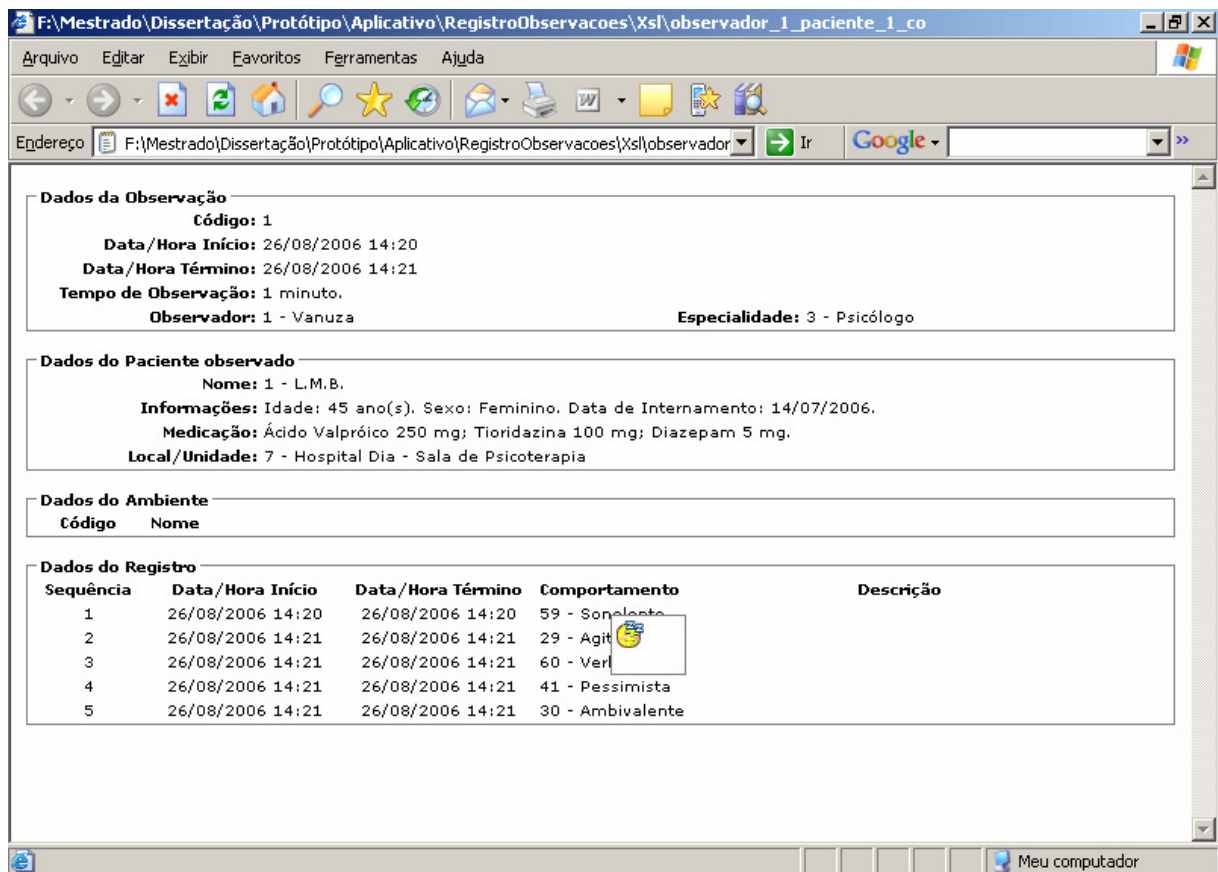 F:\Mestrado\Dissertação\Protótipo\Aplicativo\RegistroObservacoes\Xsl\observador_1_paciente_1_co
Arquivo Editar Exibir Favoritos Ferramentas Ajuda
Endereço F:\Mestrado\Dissertação\Protótipo\Aplicativo\RegistroObservacoes\Xsl\observador Ir Google
Dados da Observação
Código: 1
Data/Hora Início: 26/08/2006 14:20
Data/Hora Término: 26/08/2006 14:21
Tempo de Observação: 1 minuto.
Observador: 1 - Vanuza Especialidade: 3 - Psicólogo
Dados do Paciente observado
Nome: 1 - L.M.B.
Informações: Idade: 45 ano(s). Sexo: Feminino. Data de Internamento: 14/07/2006.
Medicação: Ácido Valpróico 250 mg; Tioridazina 100 mg; Diazepam 5 mg.
Local/Unidade: 7 - Hospital Dia - Sala de Psicoterapia
Dados do Ambiente
Código Nome
Dados do Registro
Sequência Data/Hora Início Data/Hora Término Comportamento Descrição
1 26/08/2006 14:20 26/08/2006 14:20 59 - Sonolento
2 26/08/2006 14:21 26/08/2006 14:21 29 - Agit
3 26/08/2006 14:21 26/08/2006 14:21 60 - Ver
4 26/08/2006 14:21 26/08/2006 14:21 41 - Pessimista
5 26/08/2006 14:21 26/08/2006 14:21 30 - Ambivalente
Meu computador